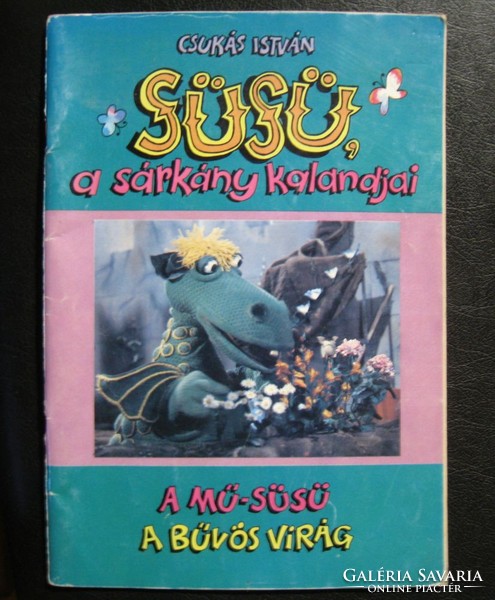 CSUKÁS ISTVÁN
SÜSÜ,
a sárkány kalandjai
A MŰ-SÜSÜ
A BŰVÖS VIRÁG
GALÉRIA SAVARIA
ONLINE PIACTÉR